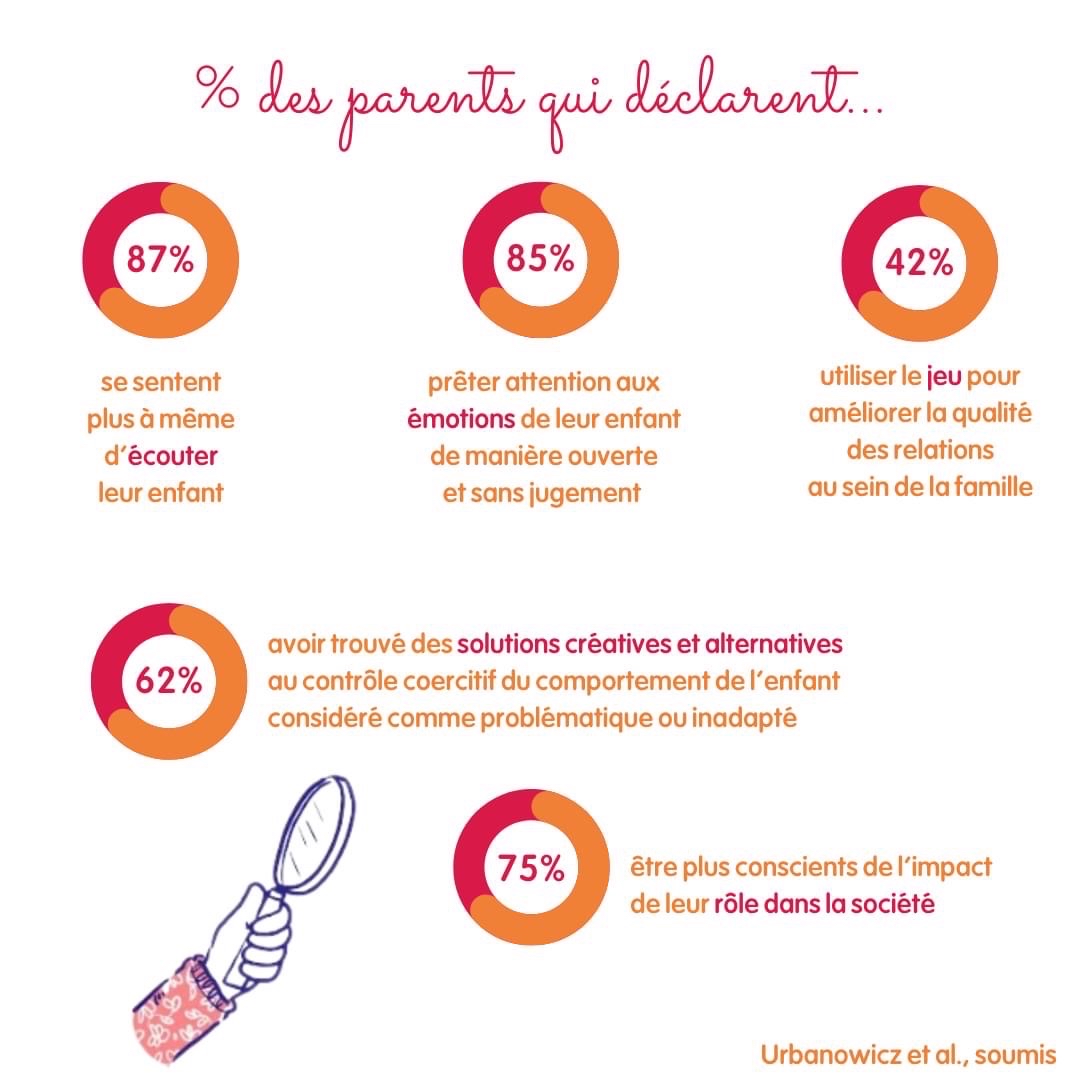 % des parents qui déclarent...
87%
se sentent
plus à même
d'écouter
leur enfant
85%
prêter attention aux
émotions de leur enfant
de manière ouverte
et sans jugement
42%
utiliser le jeu pour
améliorer la qualité
des relations
au sein de la famille
62%
avoir trouvé des solutions créatives et alternatives
au contrôle coercitif du comportement de l'enfant
considéré comme problématique ou inadapté
75%
être plus conscients de l'impact
de leur rôle dans la société
Urbanowicz et al., soumis